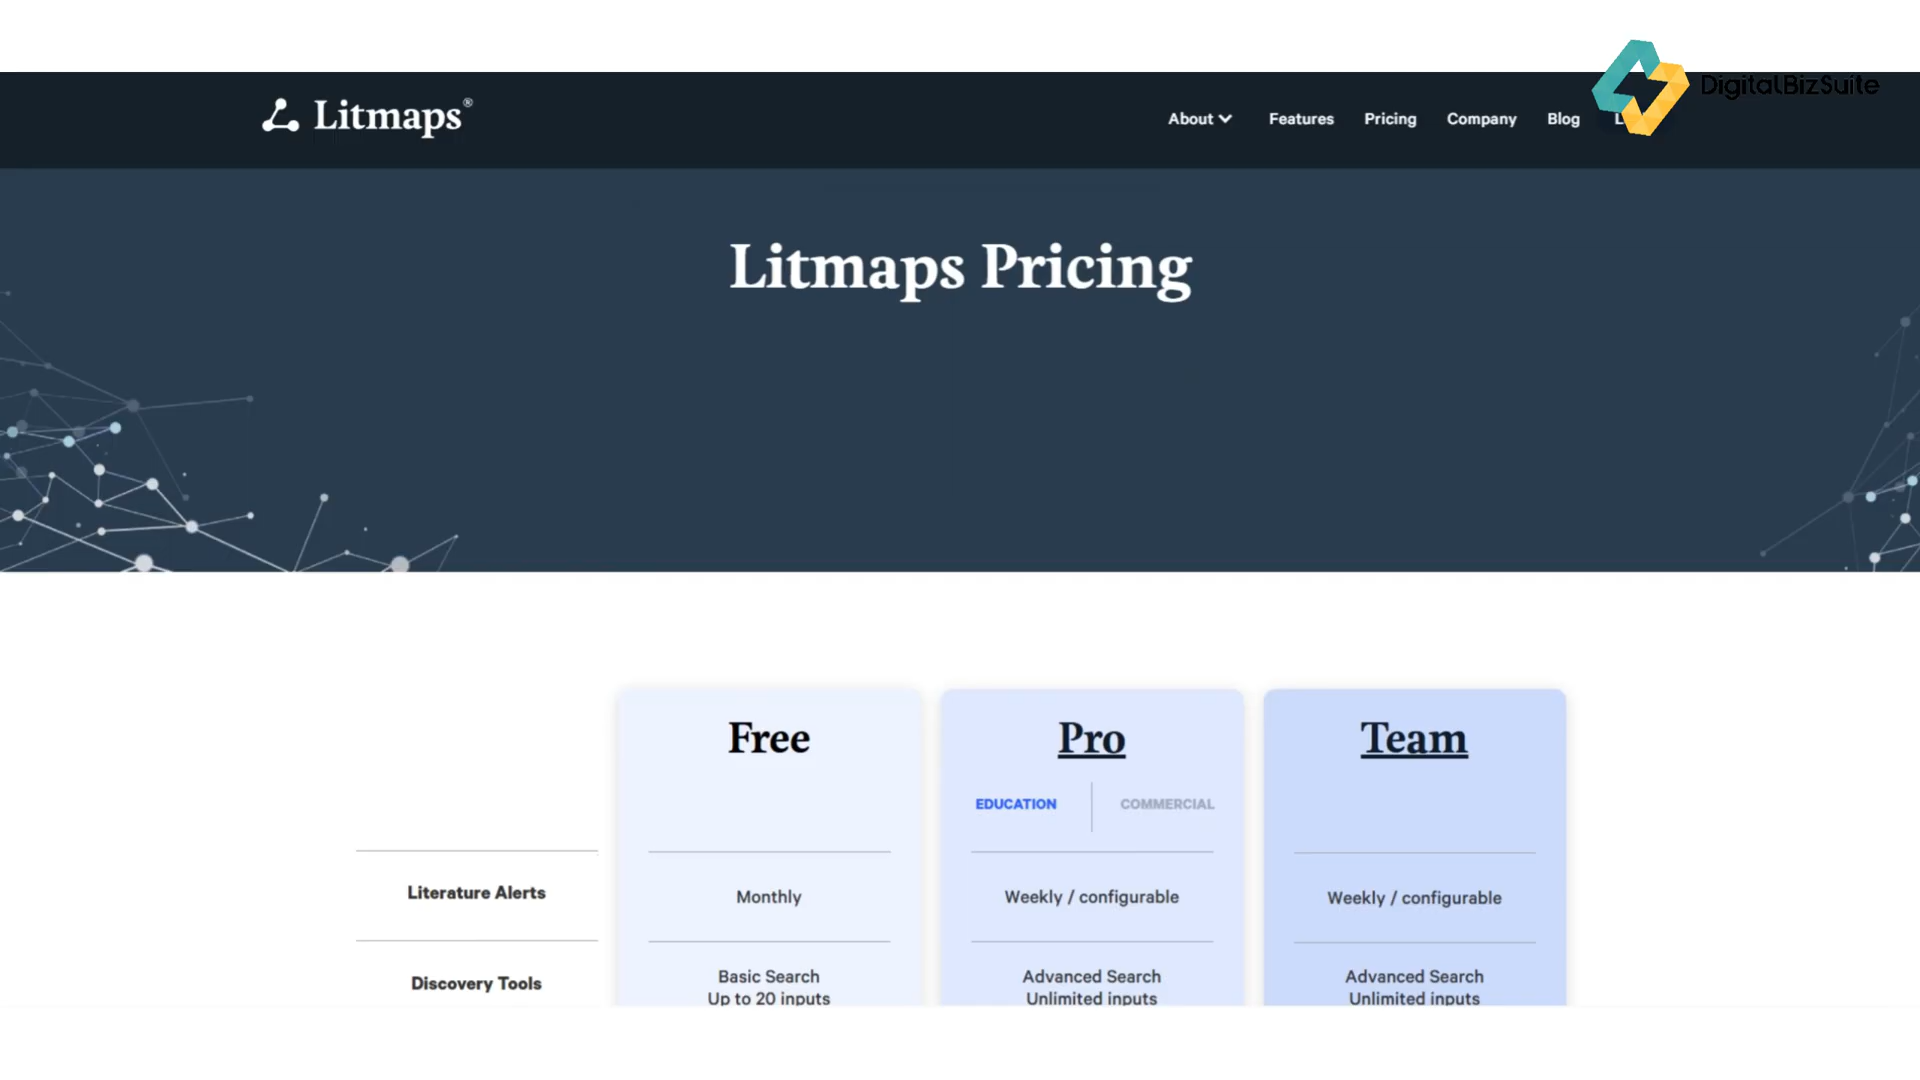 DigitalBizSuite
Litmaps®
About Features Pricing Company Blog
Litmaps Pricing
Free Pro Team
EDUCATION COMMERCIAL
Literature Alerts Monthly Weekly / configurable Weekly / configurable
Discovery Tools Basic Search Advanced Search Advanced Search
Up to 20 inputs Unlimited inputs Unlimited inputs